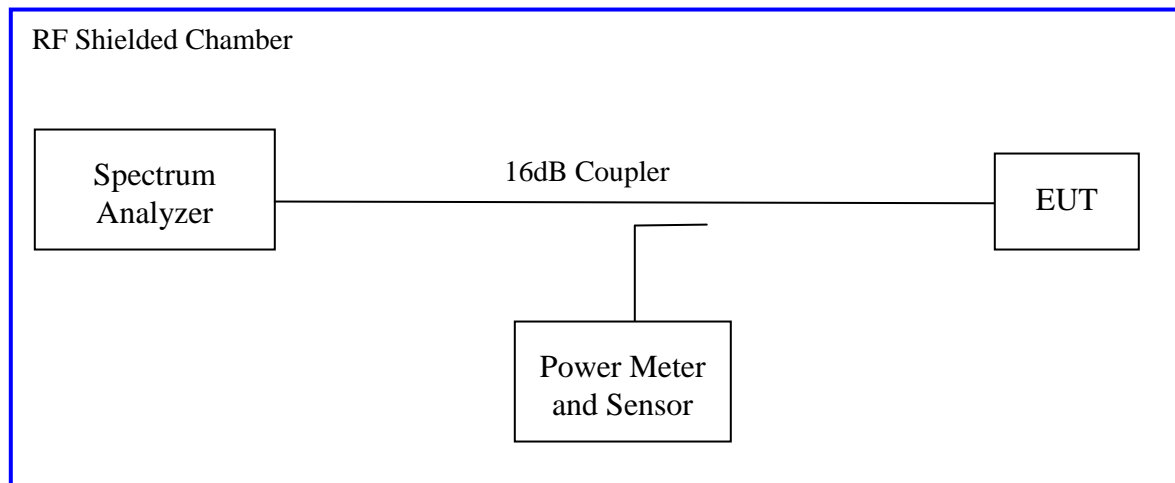 RF Shielded Chamber
Spectrum
Analyzer
16dB Coupler
EUT
Power Meter
and Sensor